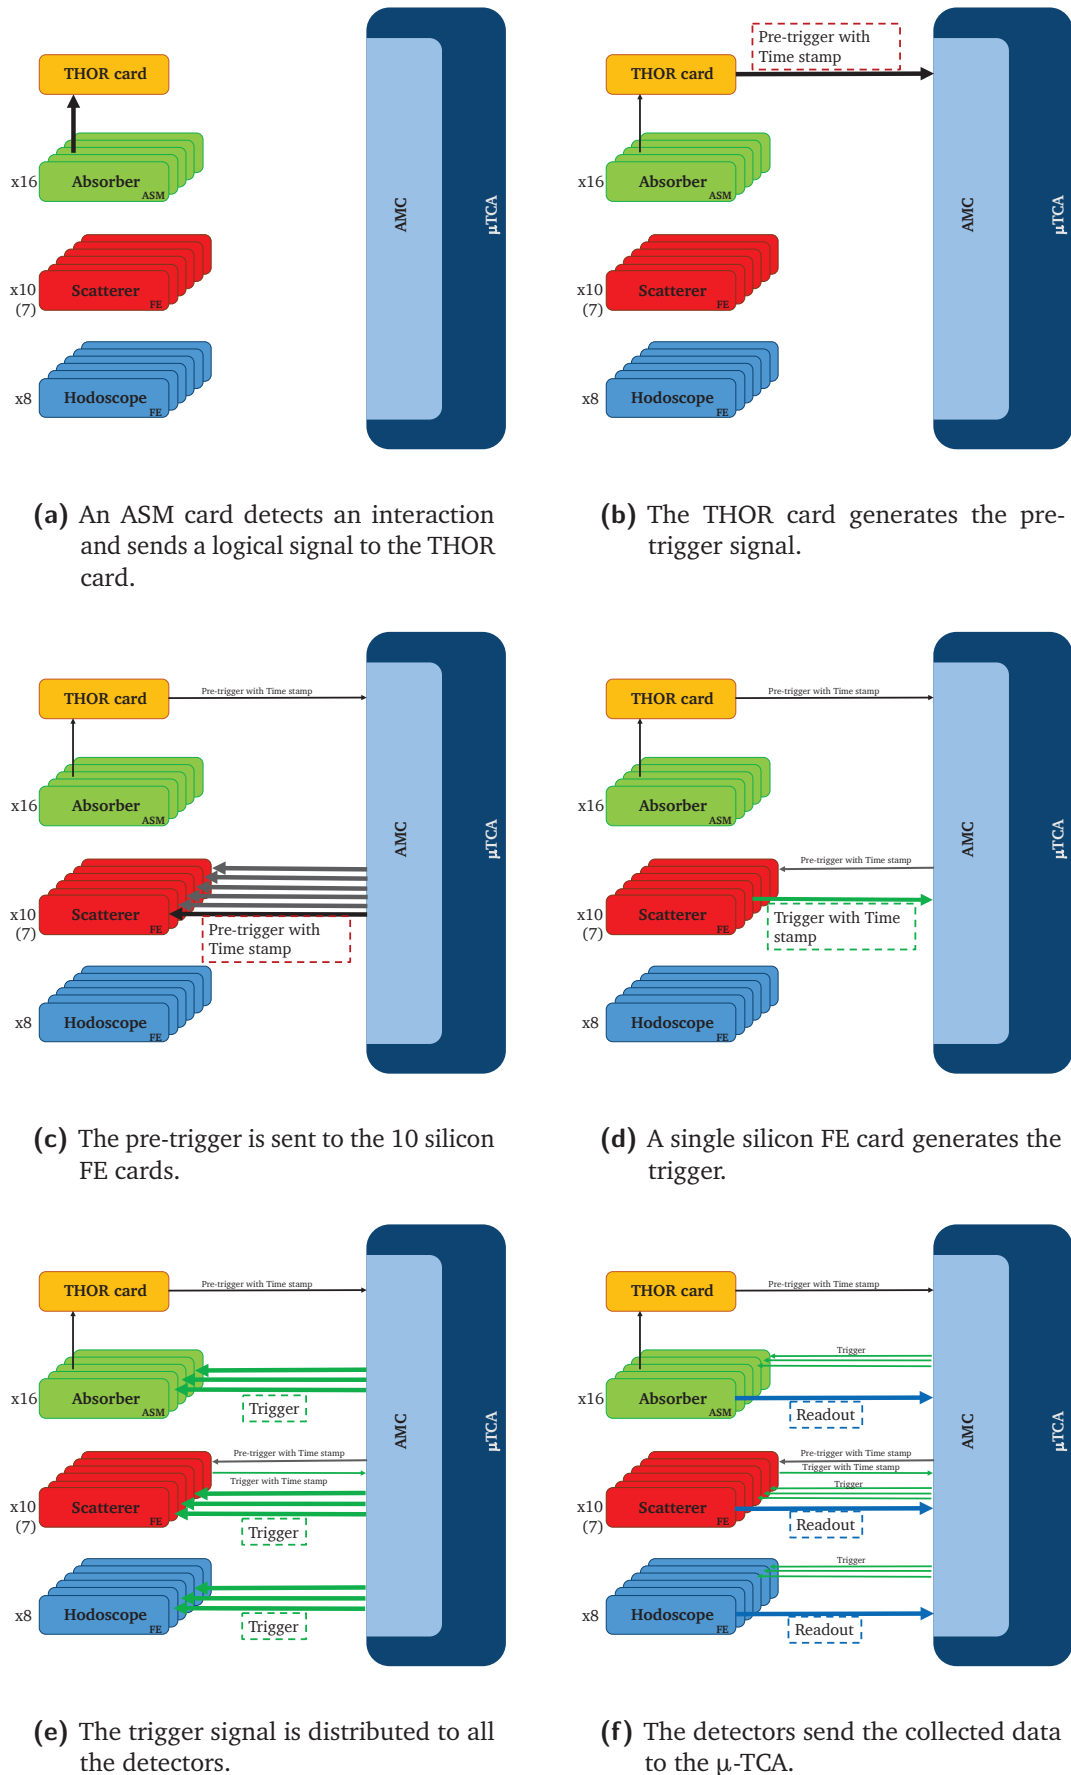 THOR card
x16
Absorber
ASM
x10
(7)
Scatterer
FE
x8
Hodoscope
FE
AMC
μTCA
(a) An ASM card detects an interaction
and sends a logical signal to the THOR
card.
Pre-trigger with
Time stamp
THOR card
x16
Absorber
ASM
x10
(7)
Scatterer
FE
x8
Hodoscope
FE
AMC
μTCA
(b) The THOR card generates the pre-
trigger signal.
THOR card
Pre-trigger with Time stamp
x16
Absorber
ASM
x10
(7)
Scatterer
FE
Pre-trigger with
Time stamp
x8
Hodoscope
FE
AMC
μTCA
(c) The pre-trigger is sent to the 10 silicon
FE cards.
THOR card
Pre-trigger with Time stamp
x16
Absorber
ASM
Pre-trigger with Time stamp
x10
(7)
Scatterer
FE
Trigger with Time
stamp
x8
Hodoscope
FE
AMC
μTCA
(d) A single silicon FE card generates the
trigger.
THOR card
Pre-trigger with Time stamp
x16
Absorber
ASM
Trigger
Pre-trigger with Time stamp
Trigger with Time stamp
x10
(7)
Scatterer
FE
Trigger
x8
Hodoscope
FE
Trigger
AMC
μTCA
(e) The trigger signal is distributed to all
the detectors.
THOR card
Pre-trigger with Time stamp
Trigger
x16
Absorber
ASM
Readout
Pre-trigger with Time stamp
Trigger with Time stamp
Trigger
x10
(7)
Scatterer
FE
Readout
Trigger
x8
Hodoscope
FE
Readout
AMC
μTCA
(f) The detectors send the collected data
to the μ-TCA.